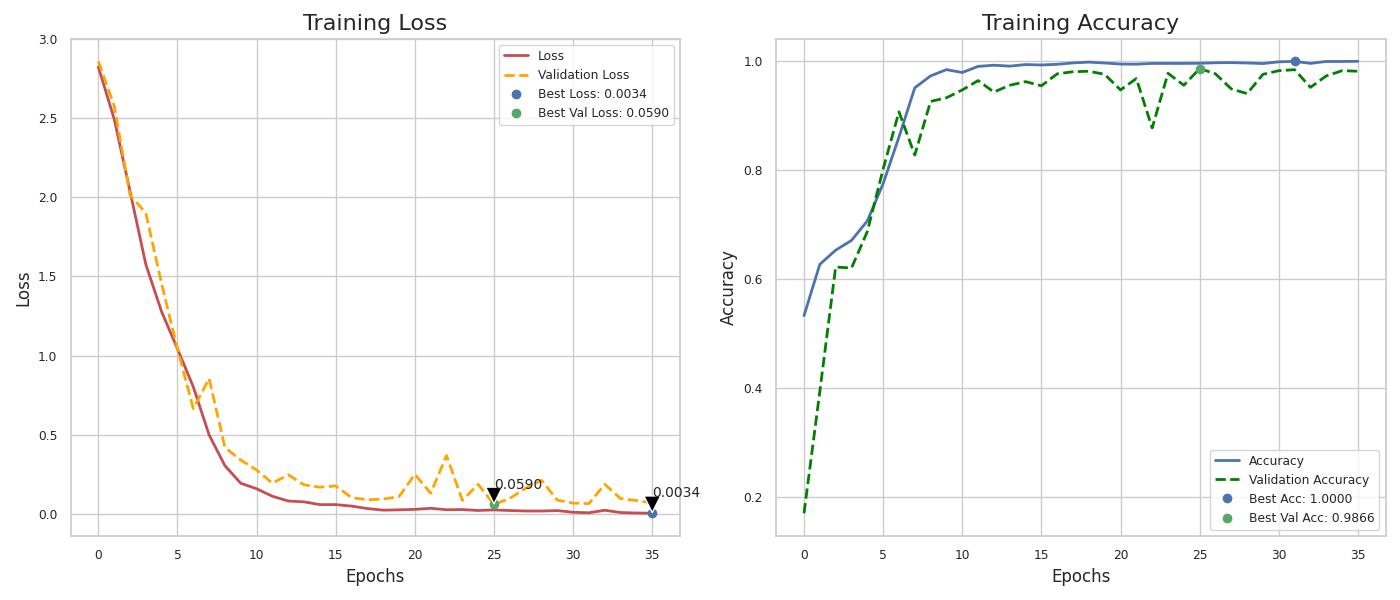 Training Loss
Loss
3.0
2.5
2.0
1.5
1.0
0.5
0.0
Loss
Validation Loss
Best Loss: 0.0034
Best Val Loss: 0.0590
0.0590
0.0034
0 5 10 15 20 25 30 35
Epochs
Training Accuracy
Accuracy
1.0
0.8
0.6
0.4
0.2
Accuracy
Validation Accuracy
Best Acc: 1.0000
Best Val Acc: 0.9866
0 5 10 15 20 25 30 35
Epochs